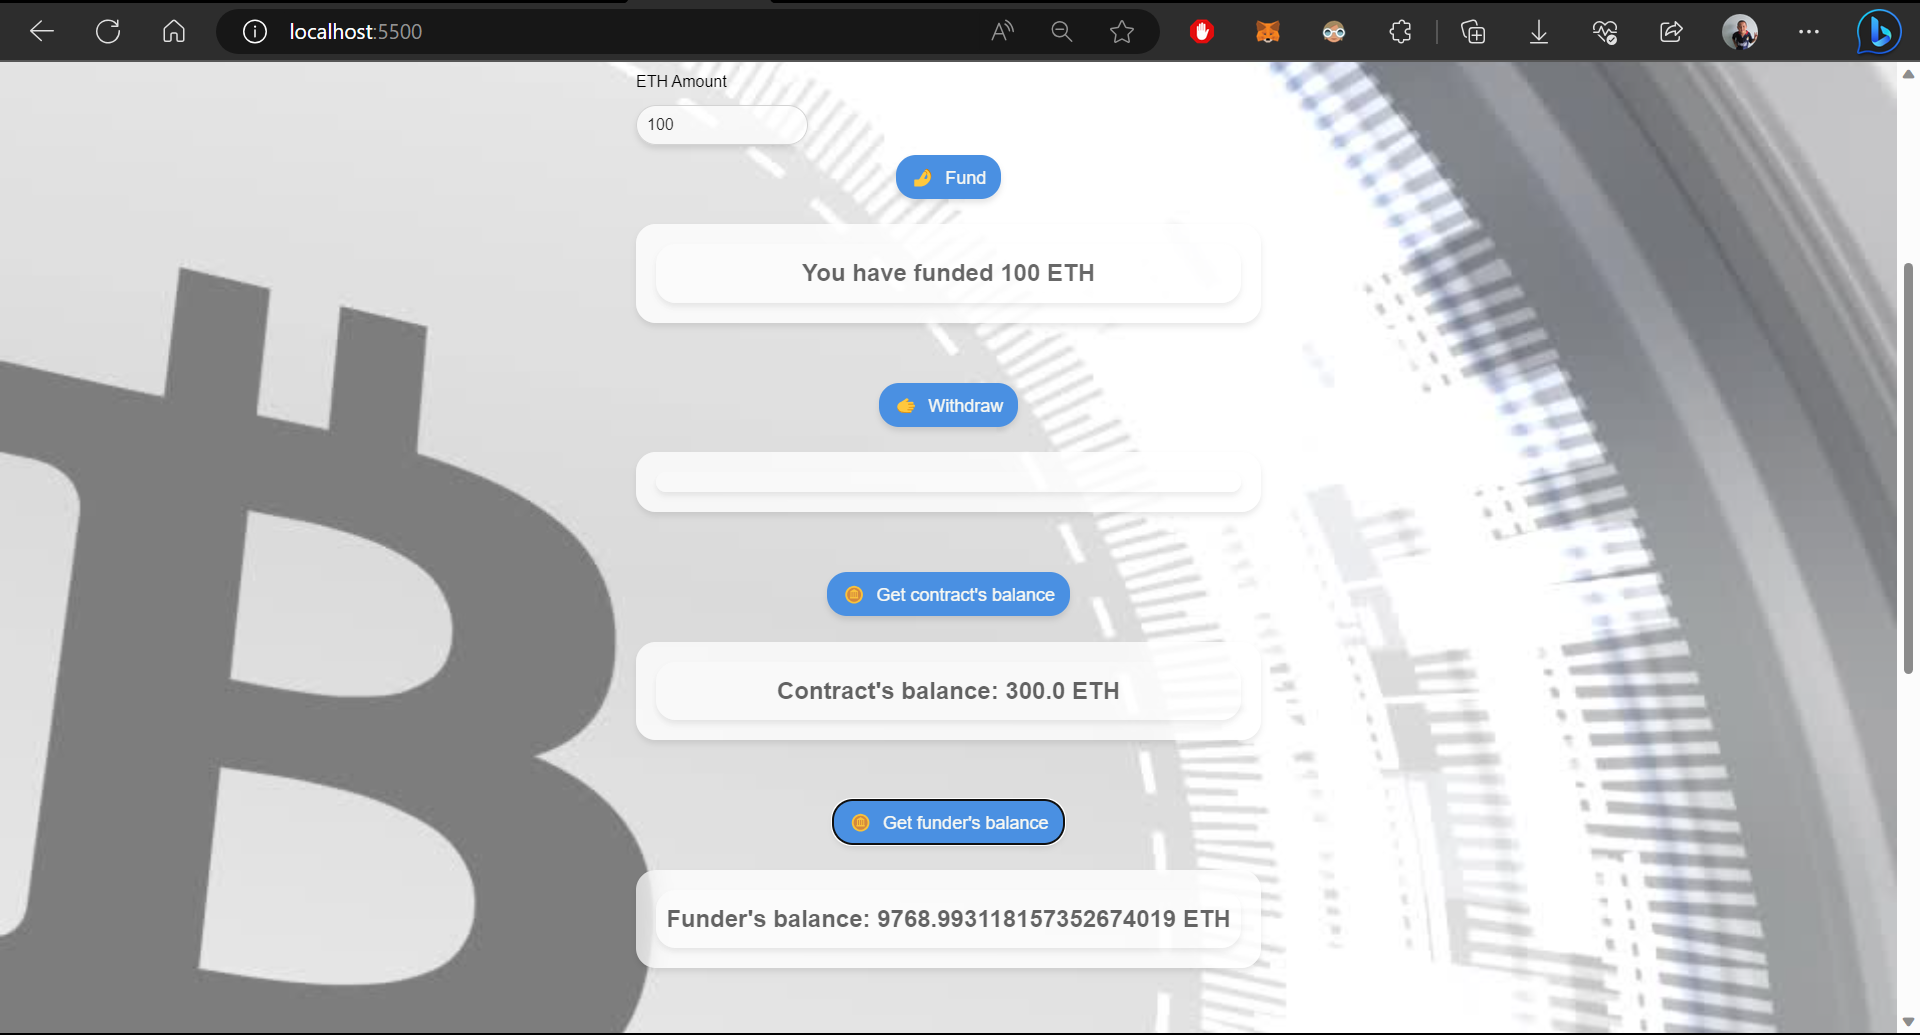 localhost:5500
ETH Amount
100
Fund
You have funded 100 ETH
Withdraw
Get contract's balance
Contract's balance: 300.0 ETH
Get funder's balance
Funder's balance: 9768.993118157352674019 ETH